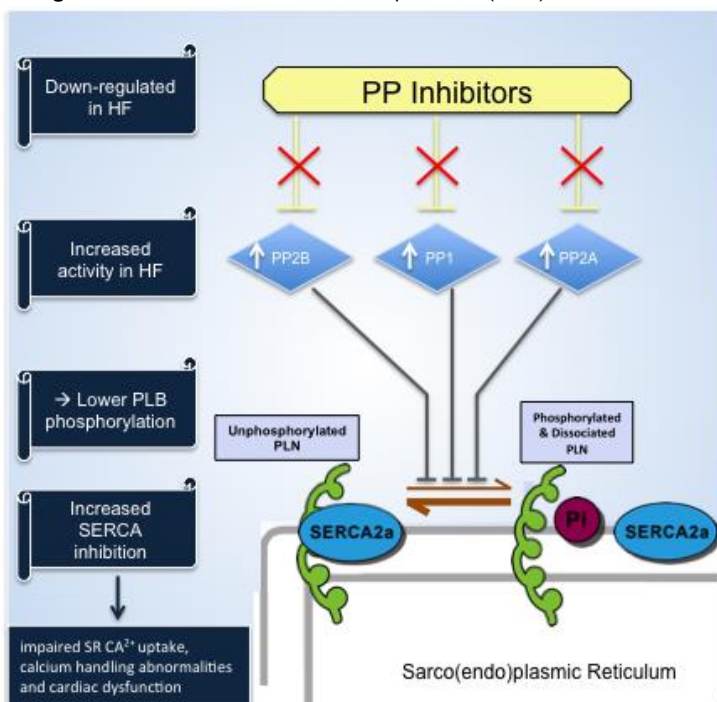 Down-regulated
in HF
PP Inhibitors
Increased
activity in HF
PP2B
PP1
PP2A
→ Lower PLB
phosphorylation
Unphosphorylated
PLN
Phosphorylated
& Dissociated
PLN
Increased
SERCA
inhibition
SERCA2a
Pi
SERCA2a
impaired SR CA²⁺ uptake,
calcium handling abnormalities
and cardiac dysfunction
Sarco(endo)plasmic Reticulum